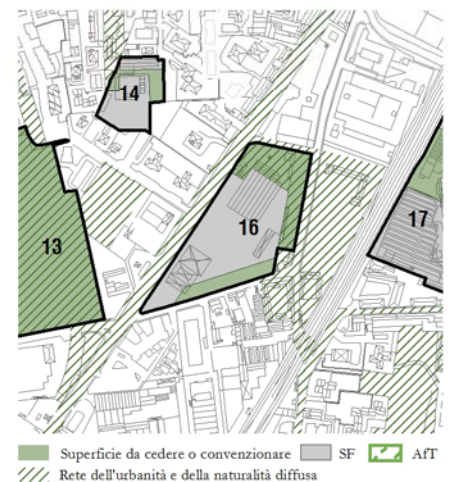 14
13
16
17
Superficie da cedere o convenzionare SF AfT
Rete dell'urbanità e della naturalità diffusa